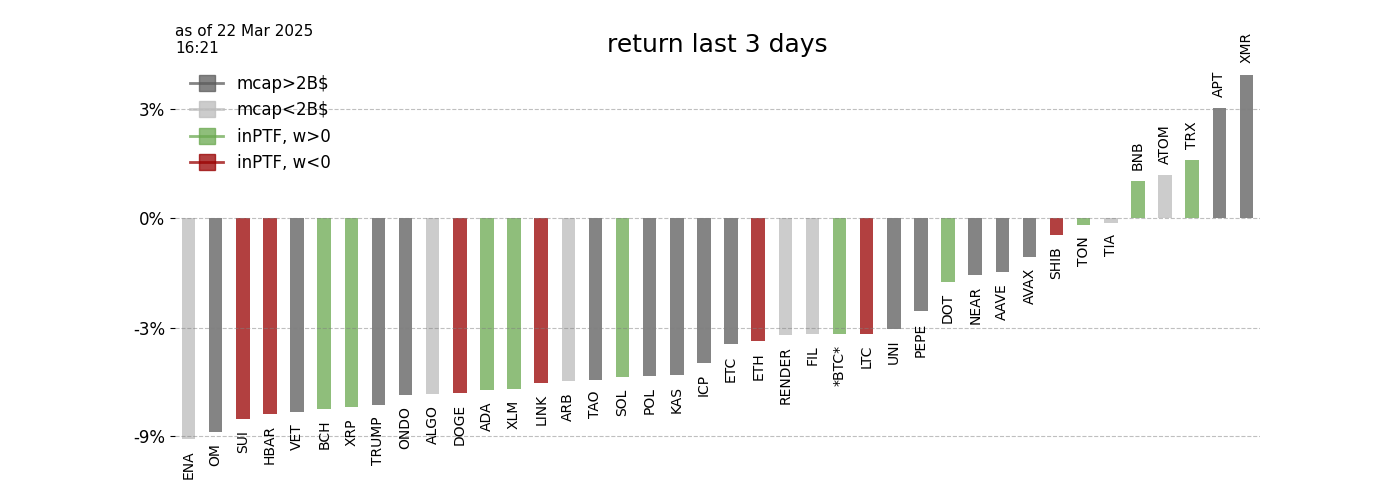 as of 22 Mar 2025
16:21
return last 3 days
mcap>2B$
mcap<2B$
inPTF, w>0
inPTF, w<0
3%
0%
-3%
-9%
ENA
OM
SUI
HBAR
VET
BCH
XRP
TRUMP
ONDO
ALGO
DOGE
ADA
XLM
LINK
ARB
TAO
SOL
POL
KAS
ICP
ETC
ETH
RENDER
FIL
*BTC*
LTC
UNI
PEPE
DOT
NEAR
AAVE
AVAX
SHIB
TON
TIA
BNB
ATOM
TRX
APT
XMR